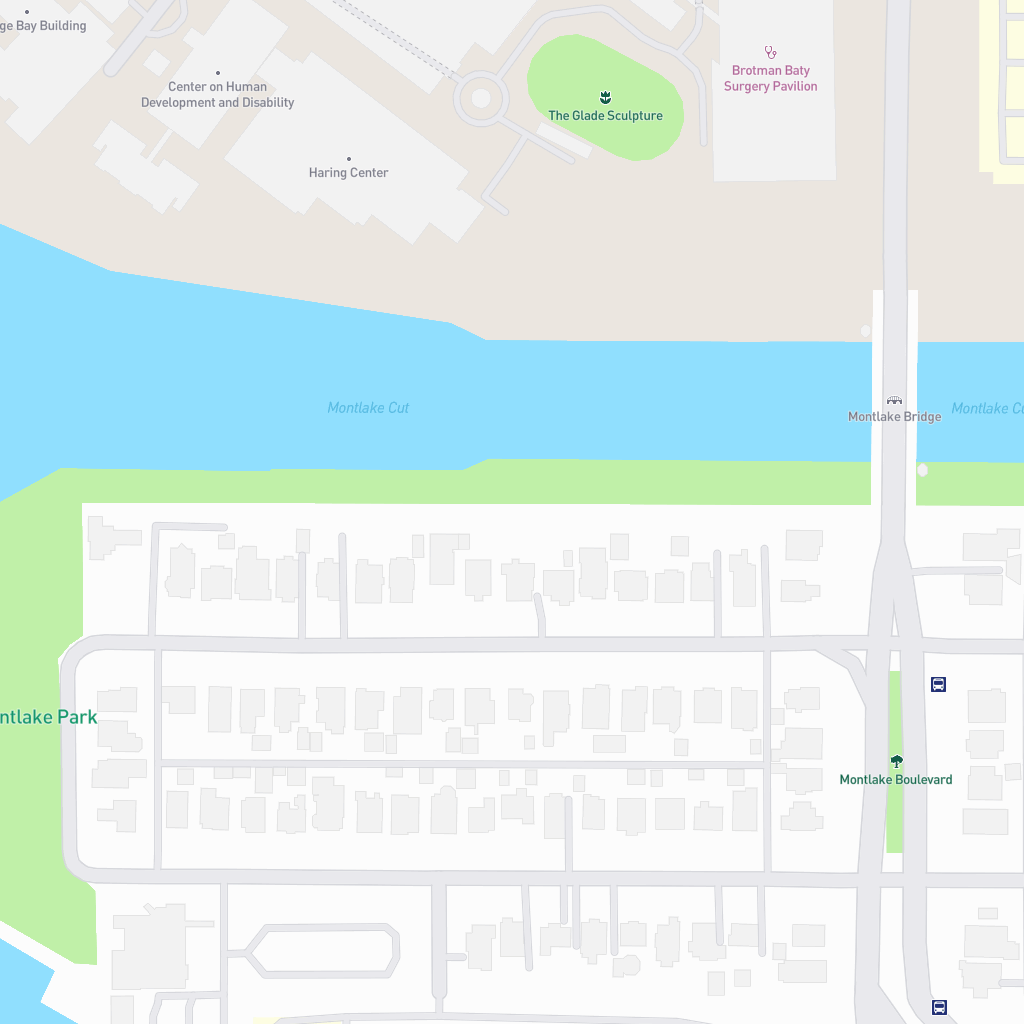 ge Bay Building
Center on Human
Development and Disability
Haring Center
The Glade Sculpture
Brotman Baty
Surgery Pavilion
Montlake Cut
Montlake Bridge
Montlake Cu
ntlake Park
Montlake Boulevard